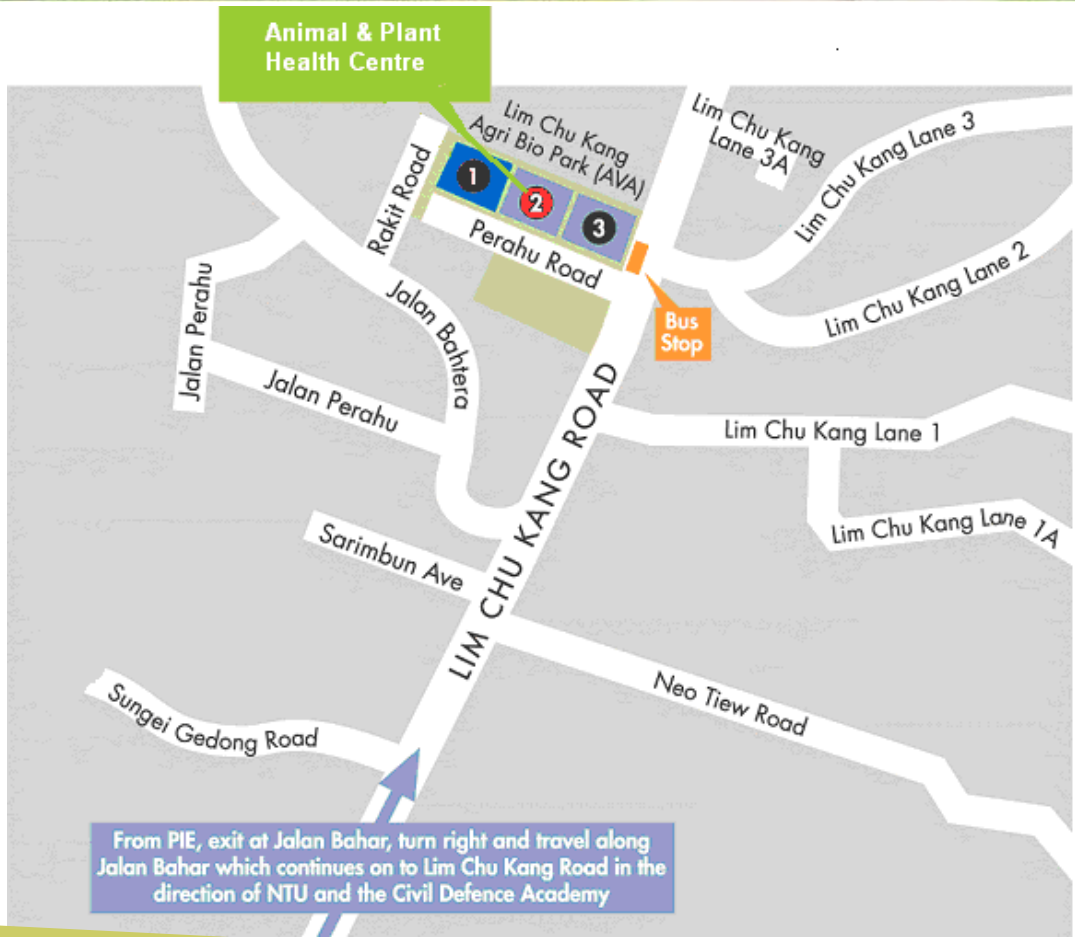 Animal & Plant
Health Centre
Lim Chu Kang
Agri Bio Park (AVA)
Lim Chu Kang
Lane 3A
Lim Chu Kang Lane 3
Rakit Road
1
2
3
Perahu Road
Lim Chu Kang Lane 2
Bus
Stop
Jalan Perahu
Jalan Bahtera
Jalan Perahu
LIM CHU KANG ROAD
Lim Chu Kang Lane 1
Lim Chu Kang Lane 1A
Sarimbun Ave
Neo Tiew Road
Sungei Gedong Road
From PIE, exit at Jalan Bahar, turn right and travel along
Jalan Bahar which continues on to Lim Chu Kang Road in the
direction of NTU and the Civil Defence Academy